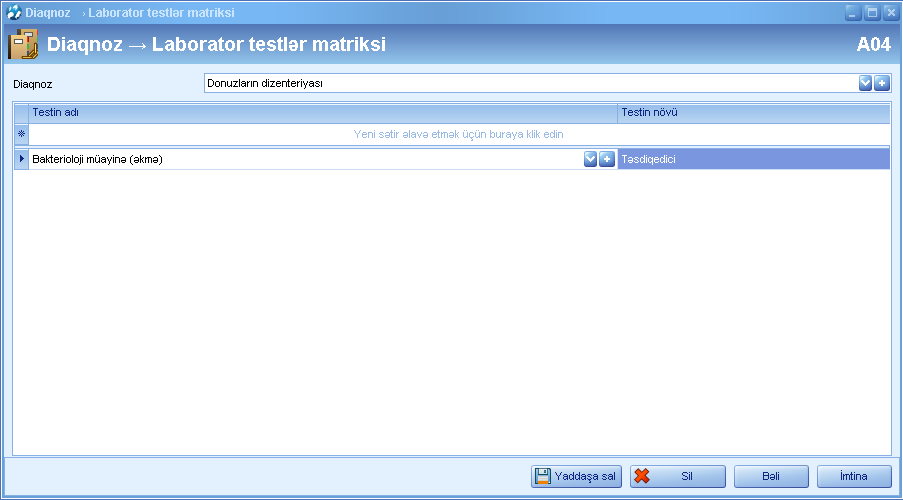 Diaqnoz → Laborator testlər matriksi
Diaqnoz → Laborator testlər matriksi
A04
Diaqnoz
Donuzların dizenteriyası
Testin adı
Testin növü
Yeni sətir əlavə etmək üçün buraya klik edin
Bakterioloji müayinə (əkmə)
Təsdiqedici
Yaddaşa sal
Sil
Bəli
İmtina